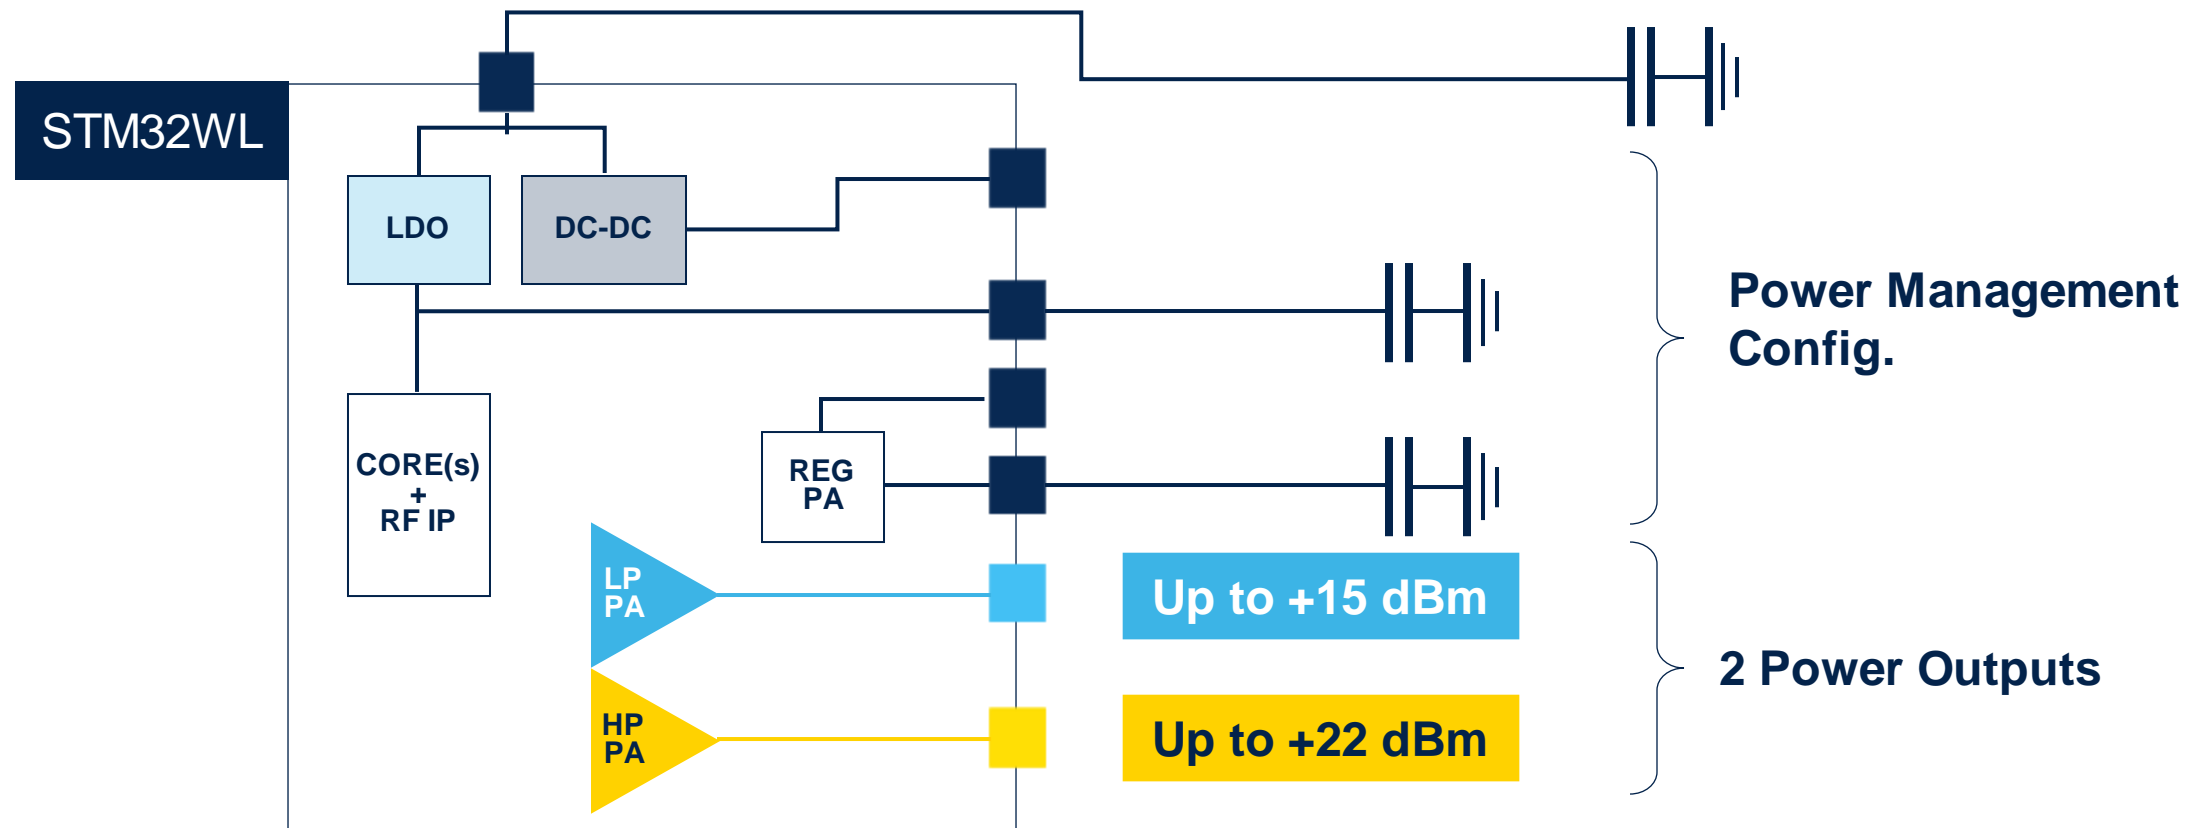 STM32WL
LDO
DC-DC
Power Management
Config.
CORE(s)
+
RF IP
REG
PA
LP
PA
Up to +15 dBm
2 Power Outputs
HP
PA
Up to +22 dBm